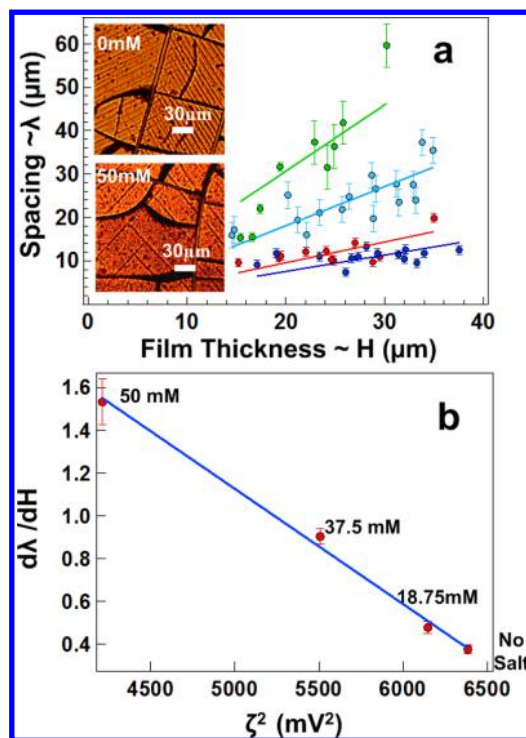 a
0mM
30μm
50mM
30μm
Spacing ~λ (μm)
60
50
40
30
20
10
0
10
20
30
40
Film Thickness ~ H (μm)
b
50 mM
37.5 mM
18.75mM
No
Salt
dλ/dH
1.6
1.4
1.2
1.0
0.8
0.6
0.4
4500
5000
5500
6000
6500
ζ² (mV²)